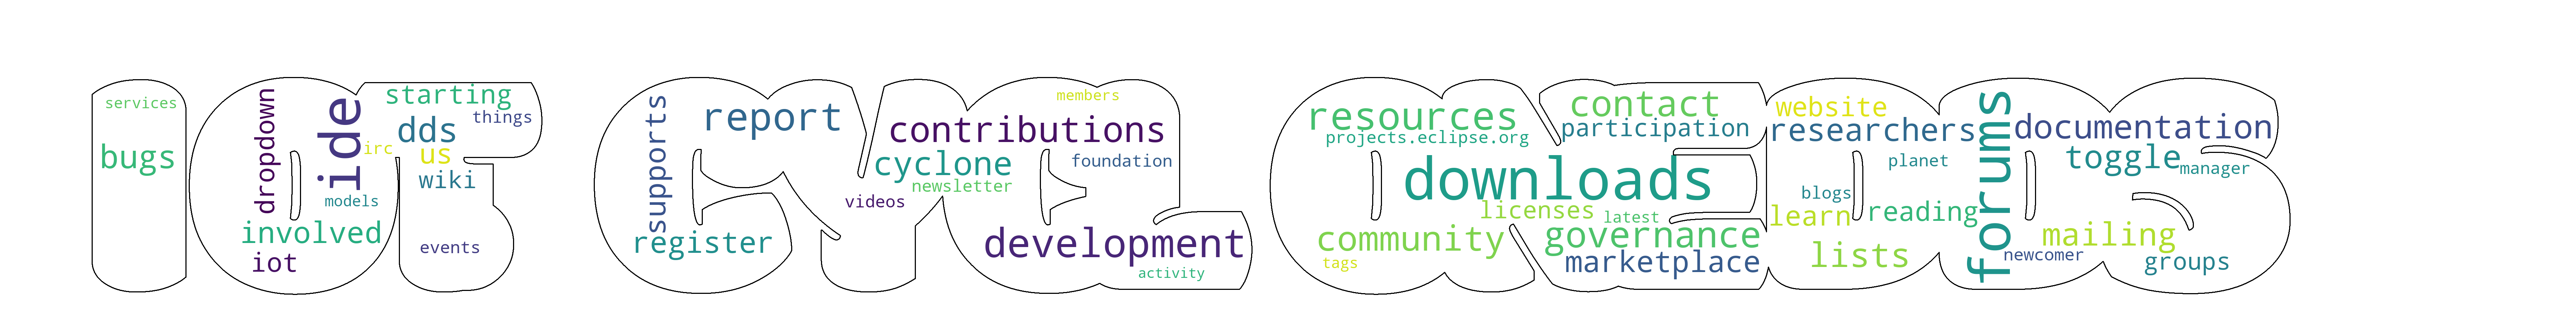 IOT CYCLONEDDS
services
bugs
dropdown
ide
irc
models
involved
iot
starting
things
dds
us
wiki
events
supports
report
register
videos
members
contributions
cyclone
foundation
newsletter
development
activity
resources
projects.eclipse.org
contact
participation
downloads
licenses
latest
community
governance
tags
marketplace
website
researchers
planet
blogs
learn
reading
lists
forums
documentation
toggle
manager
mailing
newcomer
groups